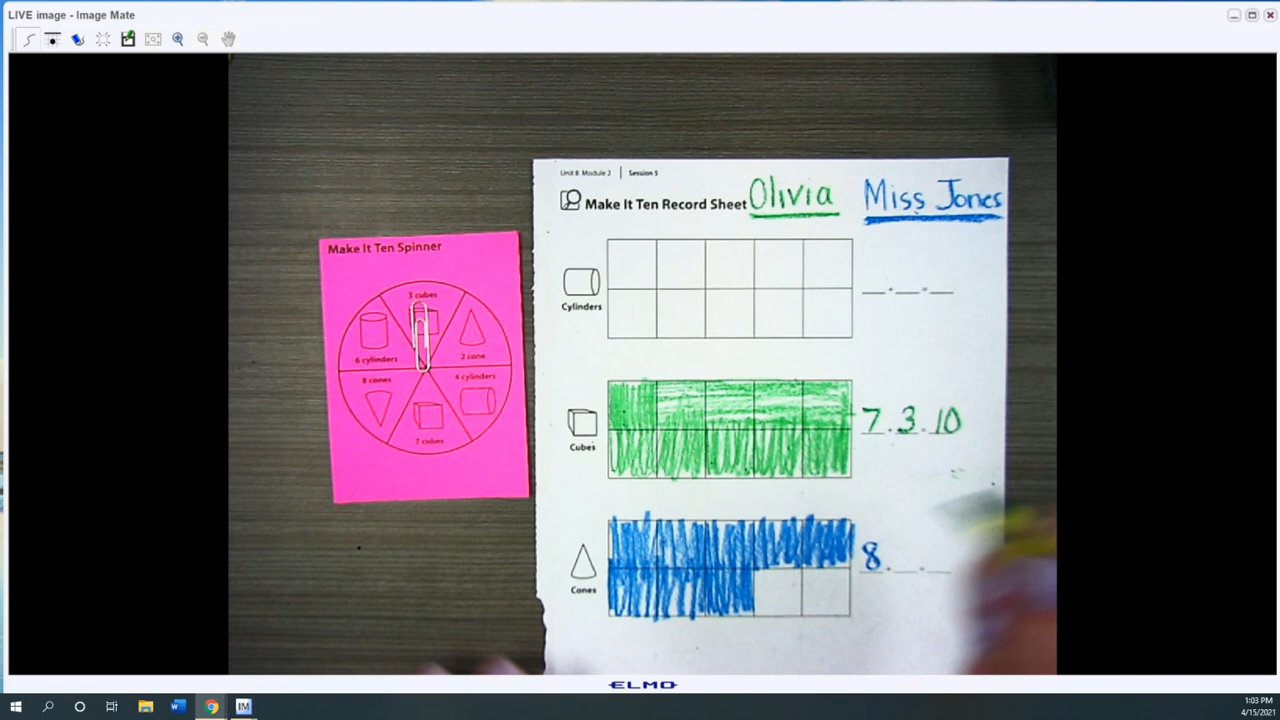 LIVE image - Image Mate
Unit 8 Module 2 | Session 5
Make It Ten Record Sheet Olivia Miss Jones
Make It Ten Spinner
3 cubes
6 cylinders
2 cone
8 cones
4 cylinders
7 cubes
Cylinders
Cubes
7 . 3 . 10
Cones
8.
ELMO
IM
1:03 PM
4/15/2021